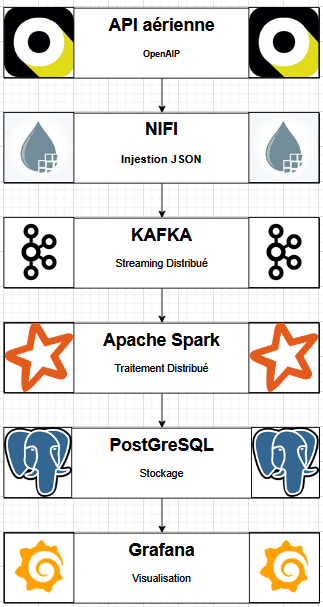 API aérienne
OpenAIP
NIFI
Injestion JSON
KAFKA
Streaming Distribué
Apache Spark
Traitement Distribué
PostGreSQL
Stockage
Grafana
Visualisation